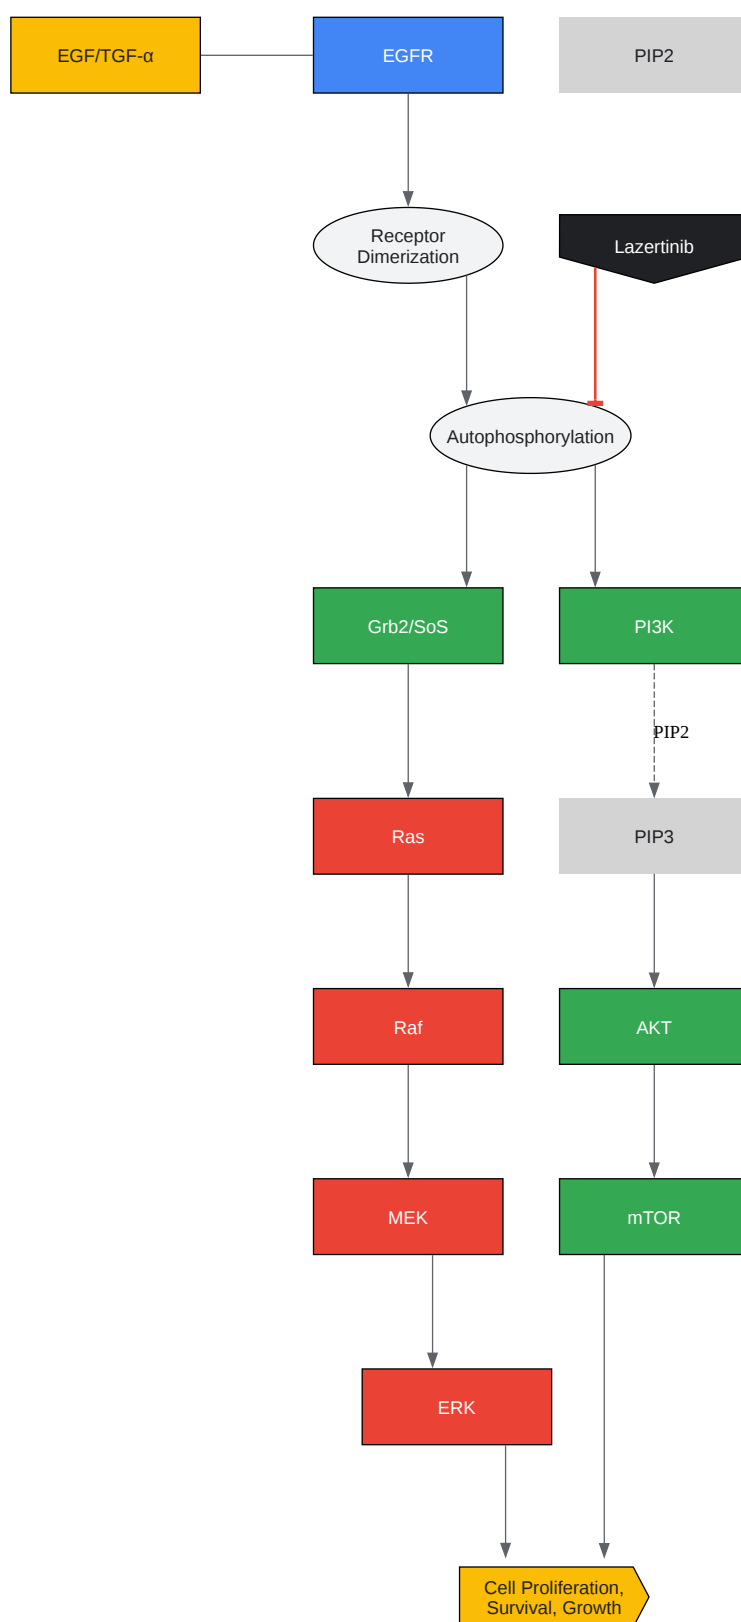 EGF/TGF-α
EGFR
PIP2
Receptor
Dimerization
Lazertinib
Autophosphorylation
Grb2/SoS
PI3K
PIP2
Ras
PIP3
Raf
AKT
MEK
mTOR
ERK
Cell Proliferation,
Survival, Growth